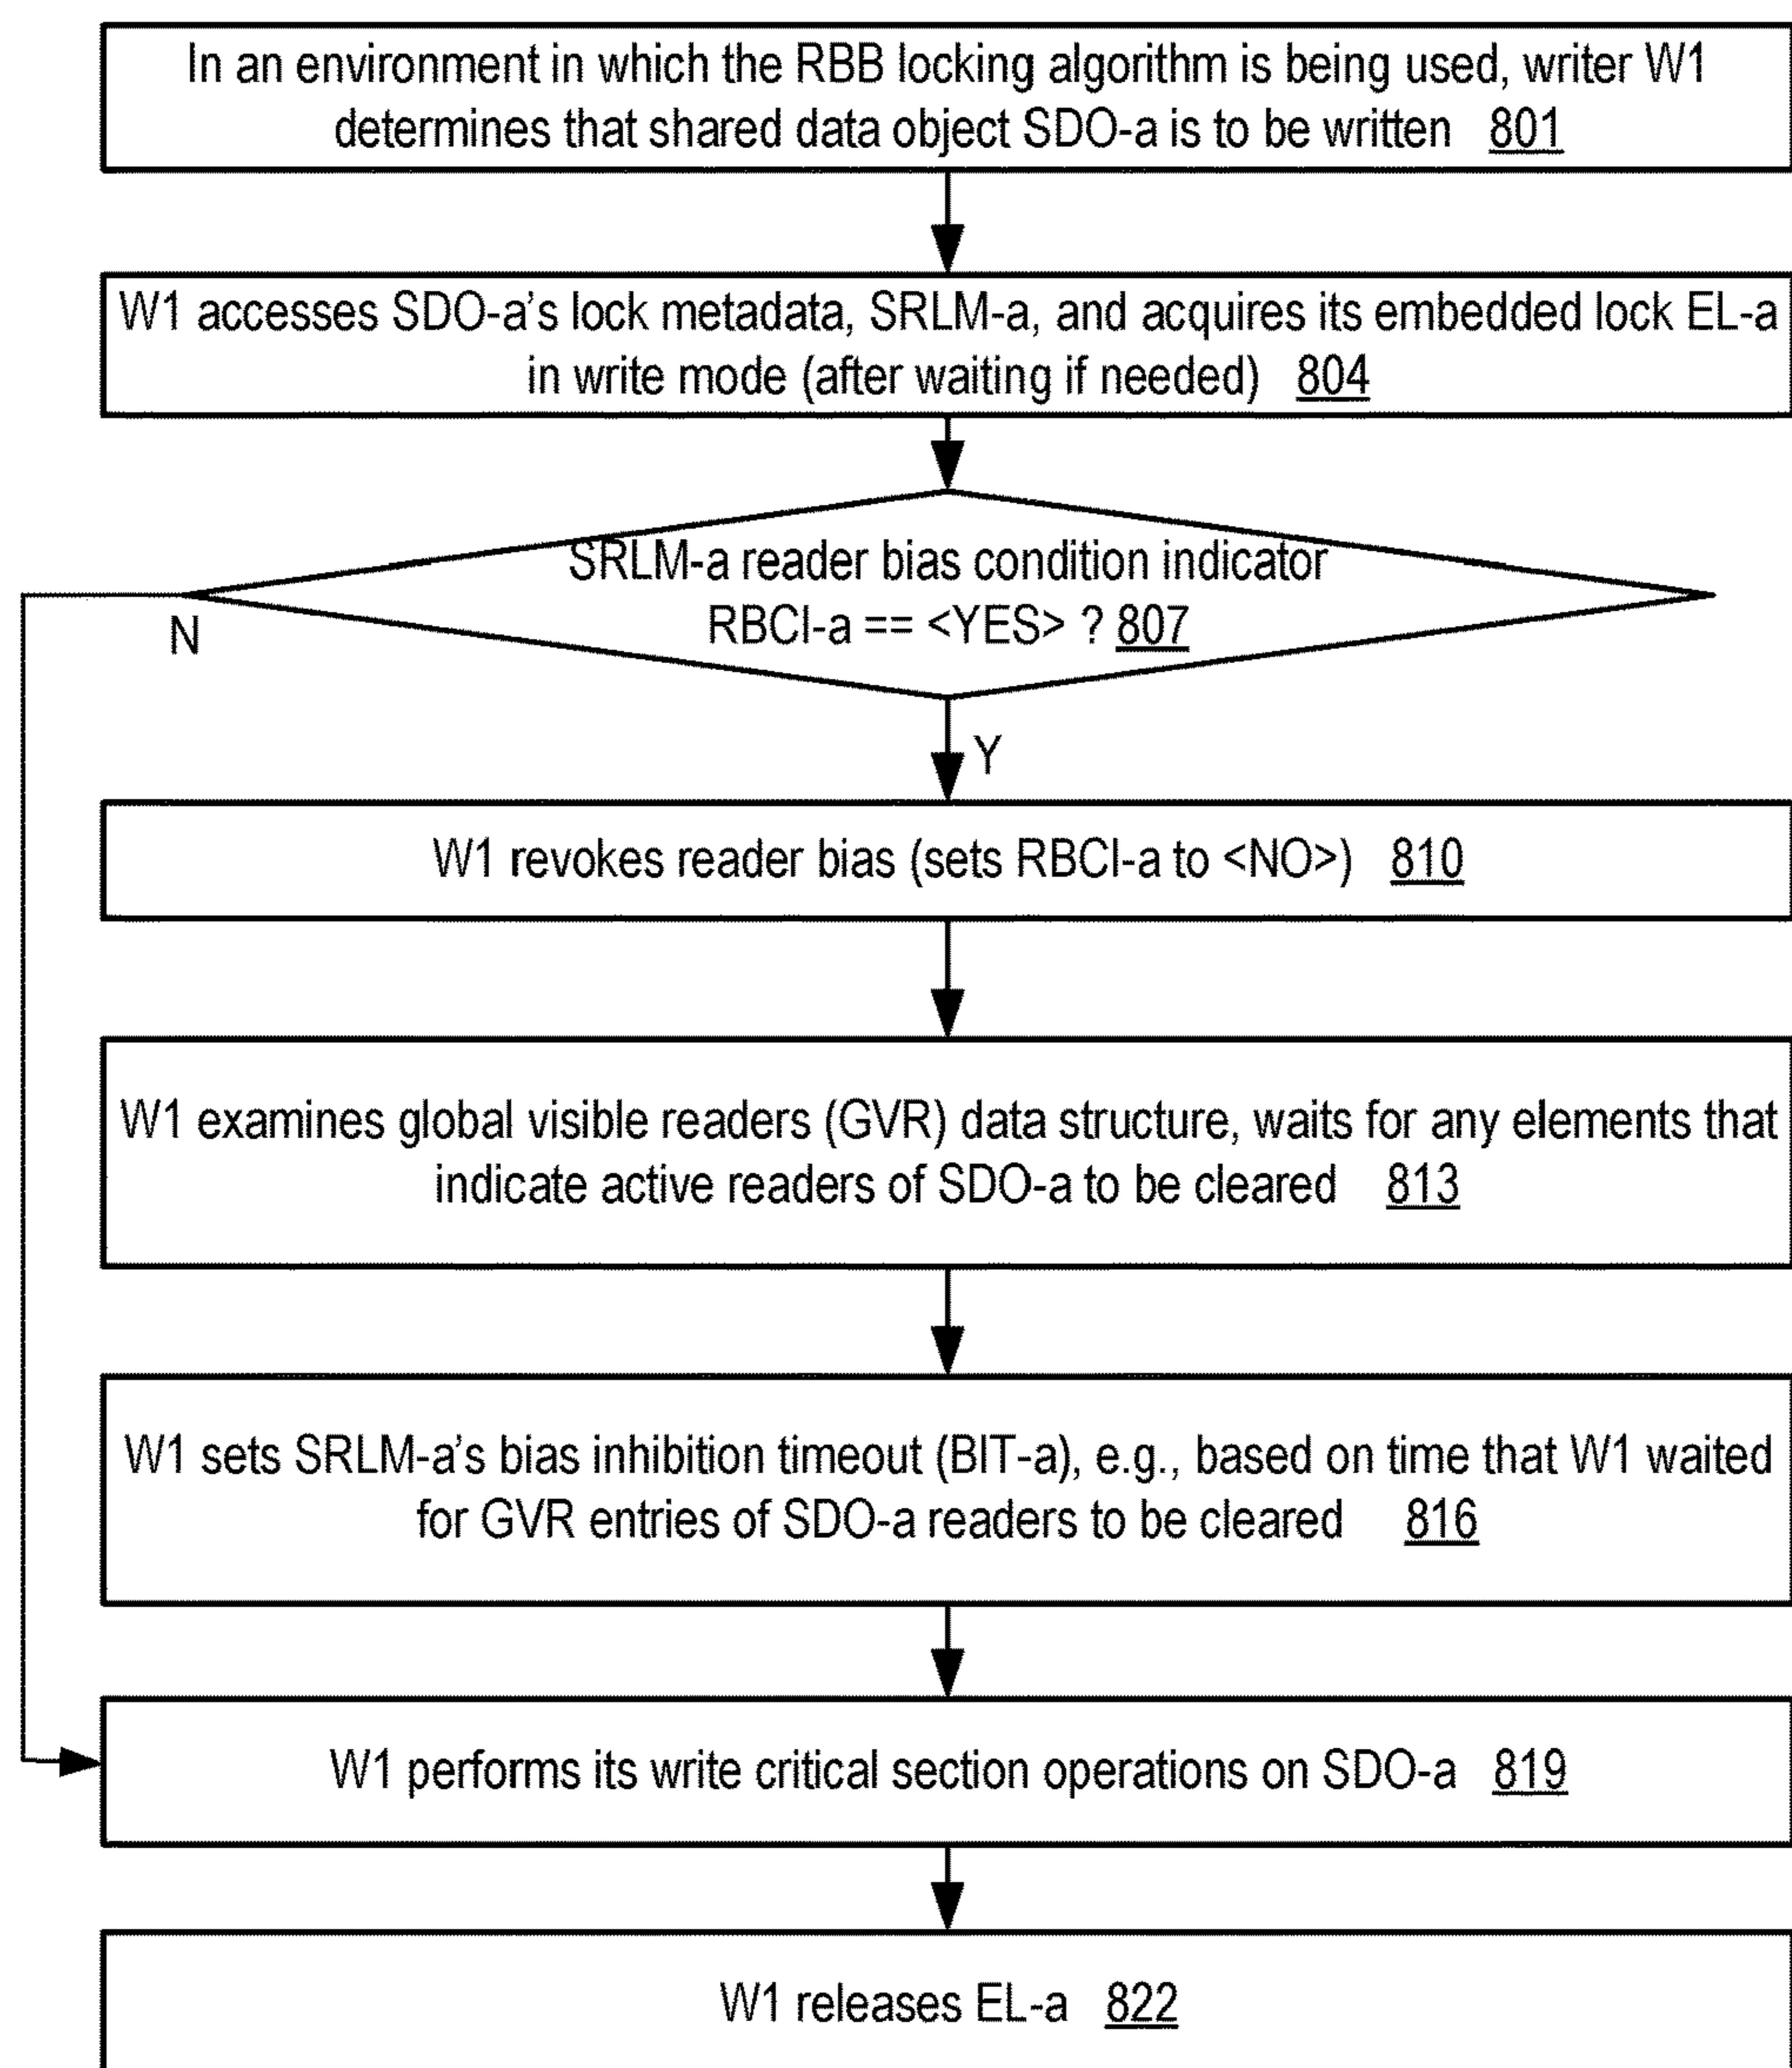 In an environment in which the RBB locking algorithm is being used, writer W1
determines that shared data object SDO-a is to be written 801
W1 accesses SDO-a's lock metadata, SRLM-a, and acquires its embedded lock EL-a
in write mode (after waiting if needed) 804
SRLM-a reader bias condition indicator
RBCI-a == <YES> ? 807
N
Y
W1 revokes reader bias (sets RBCI-a to <NO>) 810
W1 examines global visible readers (GVR) data structure, waits for any elements that
indicate active readers of SDO-a to be cleared 813
W1 sets SRLM-a's bias inhibition timeout (BIT-a), e.g., based on time that W1 waited
for GVR entries of SDO-a readers to be cleared 816
W1 performs its write critical section operations on SDO-a 819
W1 releases EL-a 822